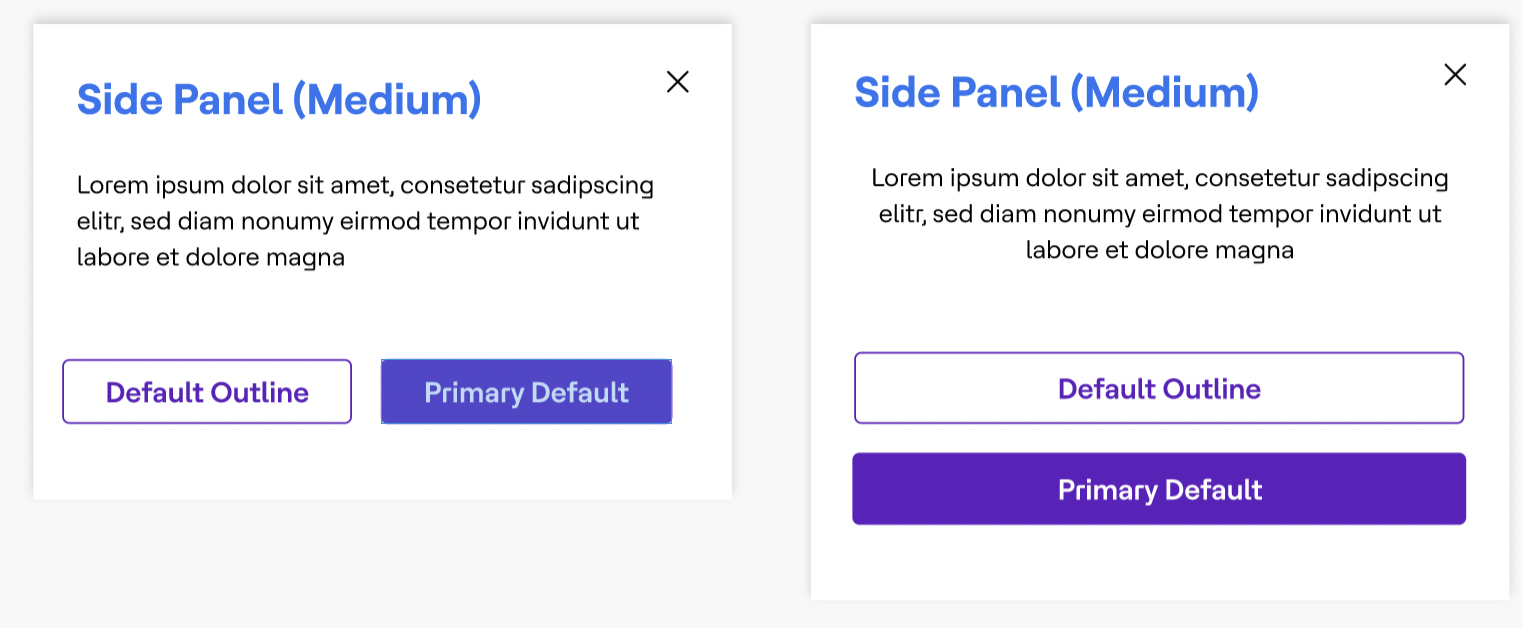 Side Panel (Medium)
Lorem ipsum dolor sit amet, consetetur sadipscing
elitr, sed diam nonumy eirmod tempor invidunt ut
labore et dolore magna
Default Outline
Primary Default
Side Panel (Medium)
Lorem ipsum dolor sit amet, consetetur sadipscing
elitr, sed diam nonumy eirmod tempor invidunt ut
labore et dolore magna
Default Outline
Primary Default